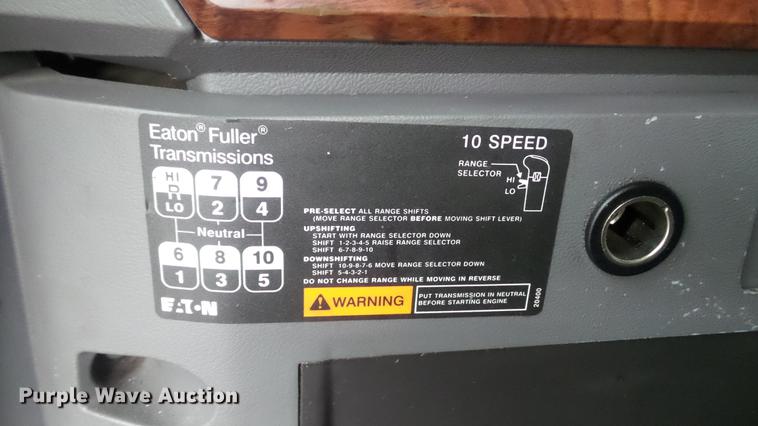 Eaton® Fuller®
Transmissions
10 SPEED
RANGE
SELECTOR
HI
LO
HI
R
LO
7
2
9
4
Neutral
6
1
8
3
10
5
EATON
PRE-SELECT ALL RANGE SHIFTS
(MOVE RANGE SELECTOR BEFORE MOVING SHIFT LEVER)
UPSHIFTING
START WITH RANGE SELECTOR DOWN
SHIFT 1-2-3-4-5 RAISE RANGE SELECTOR
SHIFT 6-7-8-9-10
DOWNSHIFTING
SHIFT 10-9-8-7-6 MOVE RANGE SELECTOR DOWN
SHIFT 5-4-3-2-1
DO NOT CHANGE RANGE WHILE MOVING IN REVERSE
WARNING
PUT TRANSMISSION IN NEUTRAL
BEFORE STARTING ENGINE
20400
Purple Wave Auction